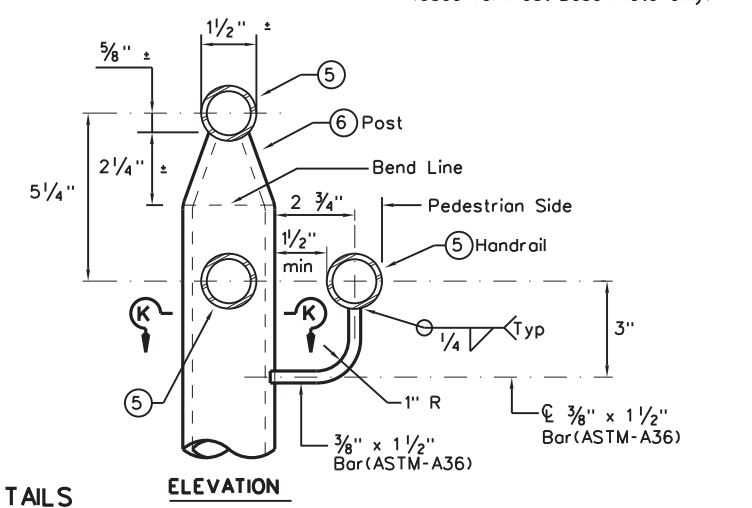 1½" ±
⅝" ±
5
6 Post
2¼" ±
Bend Line
5¼"
2 ¾"
Pedestrian Side
1½"
min
5 Handrail
K
K
¼
Typ
3"
5
1" R
℄ ⅜" x 1½"
Bar(ASTM-A36)
⅜" x 1½"
Bar(ASTM-A36)
TAILS
ELEVATION